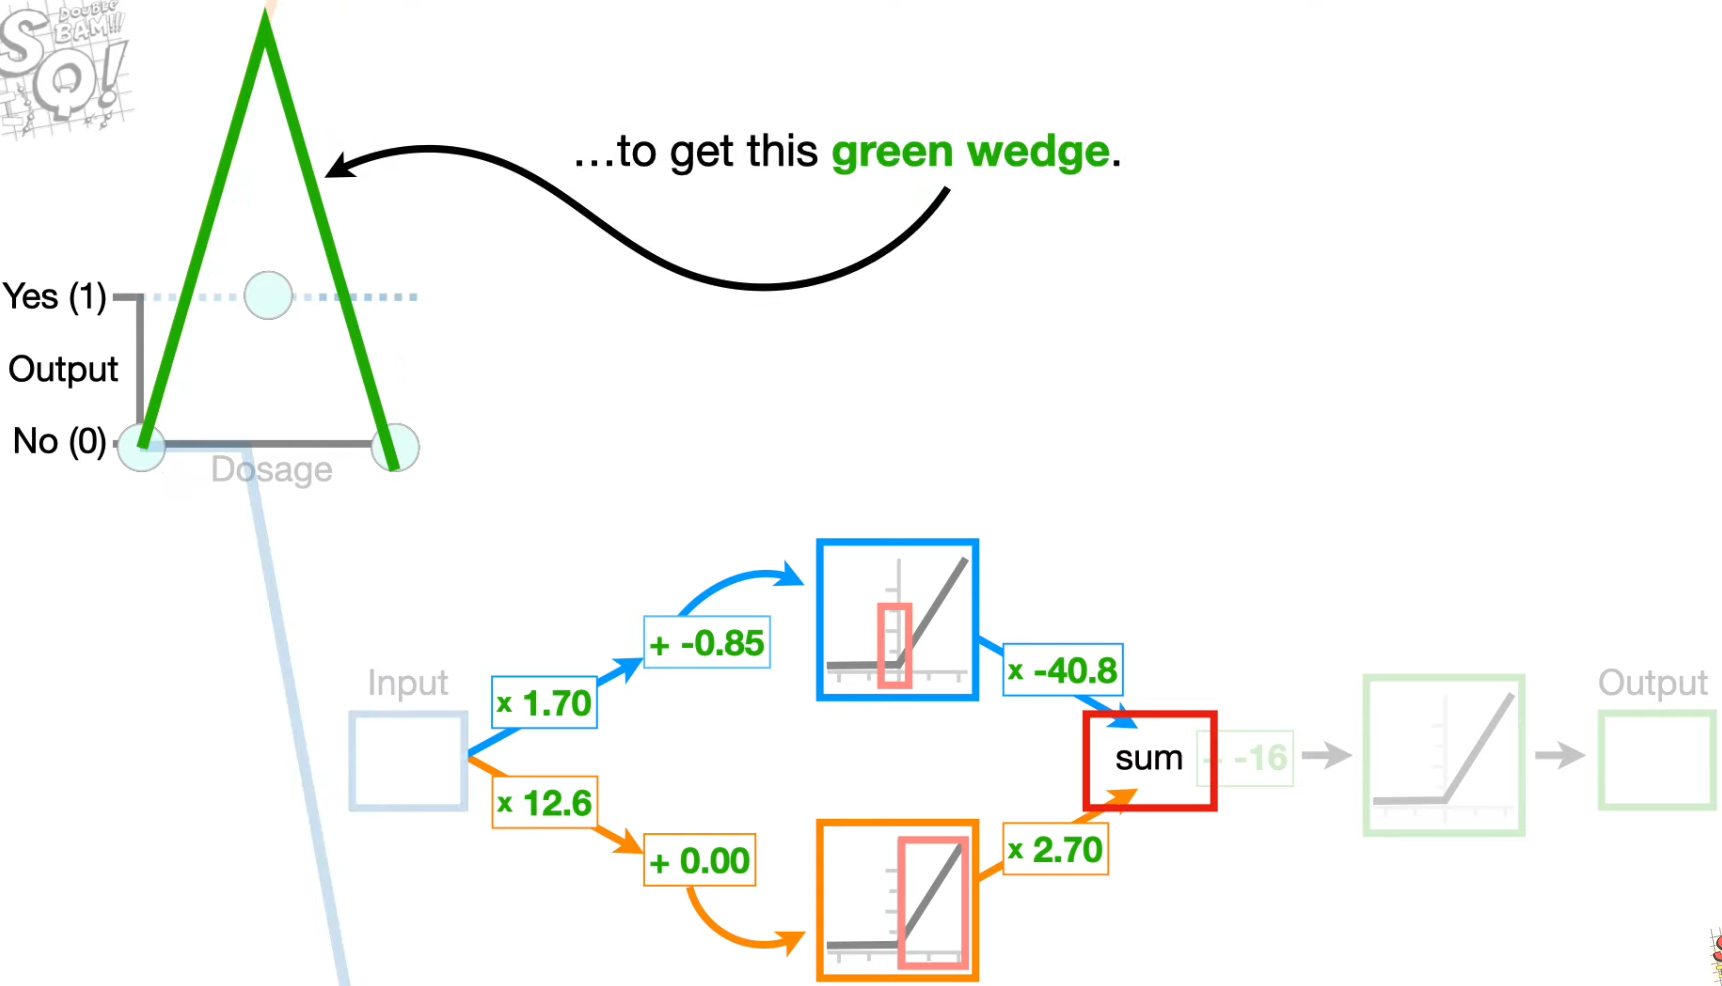 DOUBLE
BAM!!!
SQ!
...to get this green wedge.
Yes (1)
Output
No (0)
Dosage
+ -0.85
x -40.8
Input
x 1.70
Output
sum
+ -16
x 12.6
+ 0.00
x 2.70